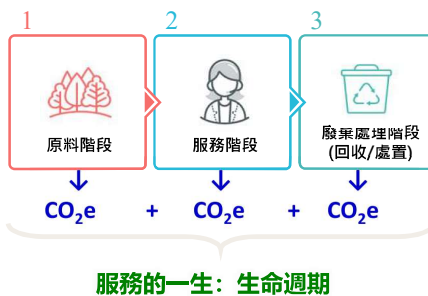 1
2
3
原料階段
服務階段
廢棄處理階段
(回收/處置)
CO₂e + CO₂e + CO₂e
服務的一生：生命週期